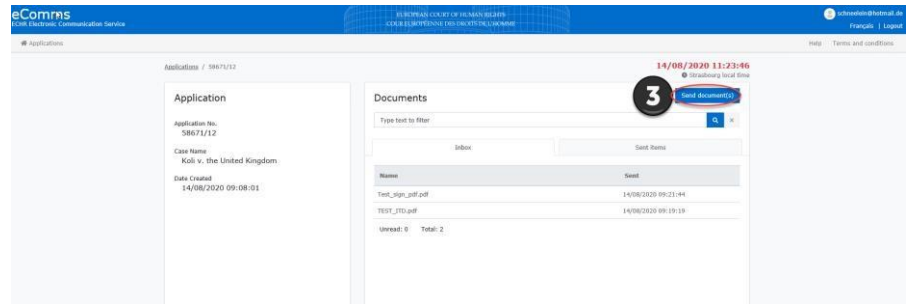 eComms
ECHR Electronic Communication Service
EUROPEAN COURT OF HUMAN RIGHTS
COUR EUROPÉENNE DES DROITS DE L'HOMME
schneelein@hotmail.de
Français | Logout
Applications
Help Terms and conditions
Applications / 58671/12
14/08/2020 11:23:46
Strasbourg local time
Application
Documents
3
Send document(s)
Application No.
58671/12
Type text to filter
×
Case Name
Koli v. the United Kingdom
Inbox
Sent items
Date Created
14/08/2020 09:08:01
Name Sent
Test_sign_pdf.pdf 14/08/2020 09:21:44
TEST_ITD.pdf 14/08/2020 09:19:19
Unread: 0 Total: 2